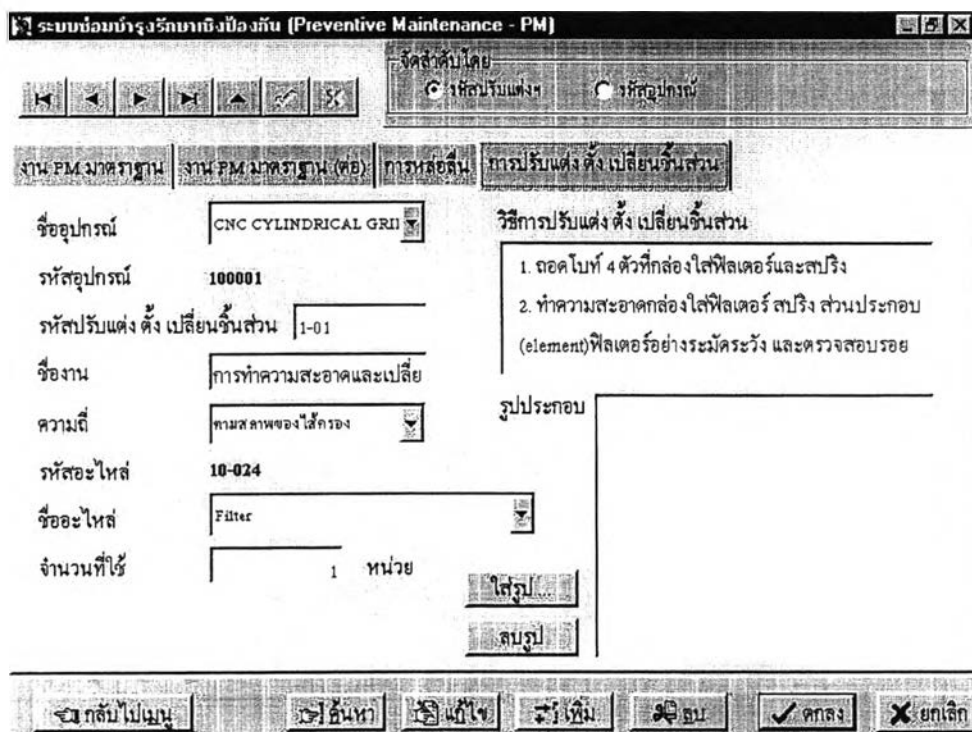 ระบบซ่อมบำรุงรักษาเชิงป้องกัน (Preventive Maintenance - PM)
จัดลำดับโดย
รหัสปรับแต่งฯ รหัสอุปกรณ์
งาน PM มาตราฐาน งาน PM มาตราฐาน (ต่อ) การหล่อลื่น การปรับแต่ง ตั้ง เปลี่ยนชิ้นส่วน
ชื่ออุปกรณ์ CNC CYLINDRICAL GRII
รหัสอุปกรณ์ 100001
รหัสปรับแต่ง ตั้ง เปลี่ยนชิ้นส่วน 1-01
ชื่องาน การทำความสะอาดและเปลี่ย
ความถี่ ตามสภาพของไส้กรอง
รหัสอะไหล่ 10-024
ชื่ออะไหล่ Filter
จำนวนที่ใช้ 1 หน่วย
วิธีการปรับแต่ง ตั้ง เปลี่ยนชิ้นส่วน
1. ถอดโบท์ 4 ตัวที่กล่องใส่ฟิลเตอร์และสปริง
2. ทำความสะอาดกล่องใส่ฟิลเตอร์ สปริง ส่วนประกอบ
(element)ฟิลเตอร์อย่างระมัดระวัง และตรวจสอบรอย
รูปประกอบ
ใส่รูป ...
ลบรูป
กลับไปเมนู ค้นหา แก้ไข เพิ่ม ลบ ตกลง ยกเลิก